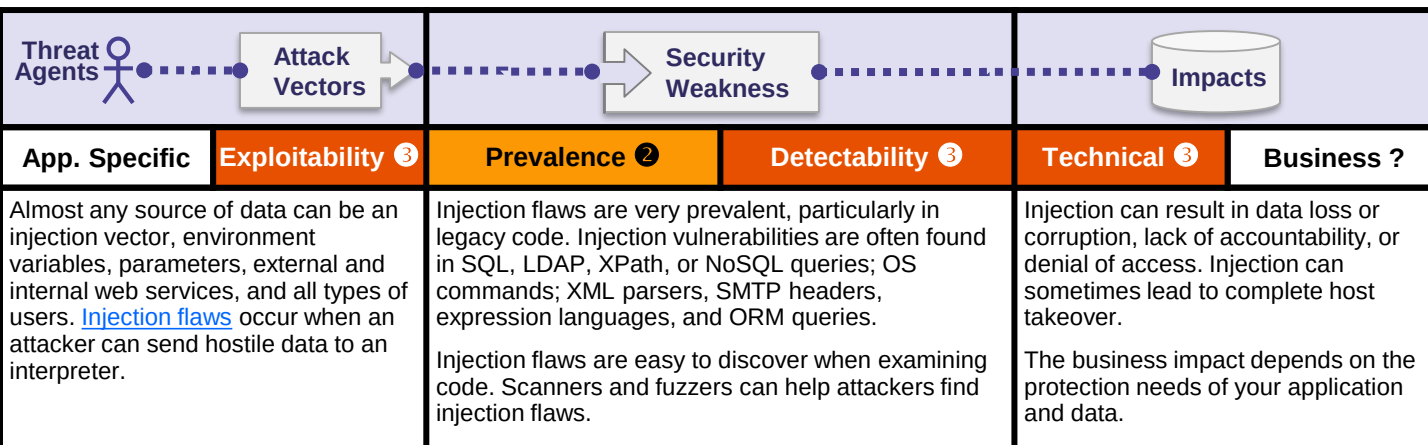 Threat
Agents
Attack
Vectors
Security
Weakness
Impacts
App. Specific
Exploitability ❸
Prevalence ❷
Detectability ❸
Technical ❸
Business ?
Almost any source of data can be an
injection vector, environment
variables, parameters, external and
internal web services, and all types of
users. Injection flaws occur when an
attacker can send hostile data to an
interpreter.
Injection flaws are very prevalent, particularly in
legacy code. Injection vulnerabilities are often found
in SQL, LDAP, XPath, or NoSQL queries; OS
commands; XML parsers, SMTP headers,
expression languages, and ORM queries.
Injection flaws are easy to discover when examining
code. Scanners and fuzzers can help attackers find
injection flaws.
Injection can result in data loss or
corruption, lack of accountability, or
denial of access. Injection can
sometimes lead to complete host
takeover.
The business impact depends on the
protection needs of your application
and data.